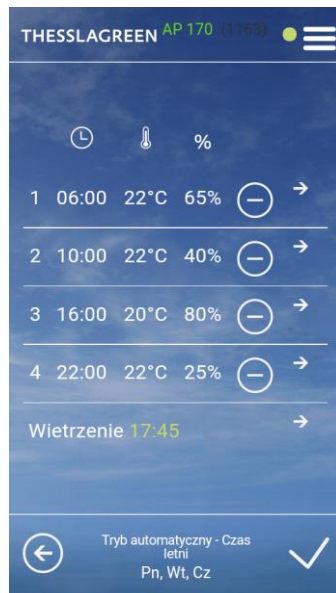 THESSLAGREEN AP 170 (1163)
%
1 06:00 22°C 65%
2 10:00 22°C 40%
3 16:00 20°C 80%
4 22:00 22°C 25%
Wietrzenie 17:45
Tryb automatyczny - Czas
letni
Pn, Wt, Cz